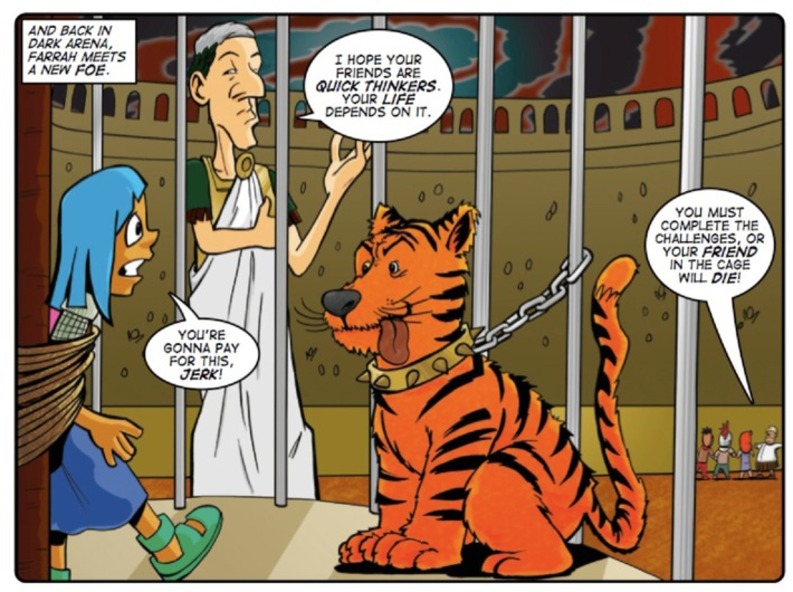 AND BACK IN
DARK ARENA,
FARRAH MEETS
A NEW FOE.
I HOPE YOUR
FRIENDS ARE
QUICK THINKERS.
YOUR LIFE
DEPENDS ON IT.
YOU'RE
GONNA PAY
FOR THIS,
JERK!
YOU MUST
COMPLETE THE
CHALLENGES, OR
YOUR FRIEND
IN THE CAGE
WILL DIE!